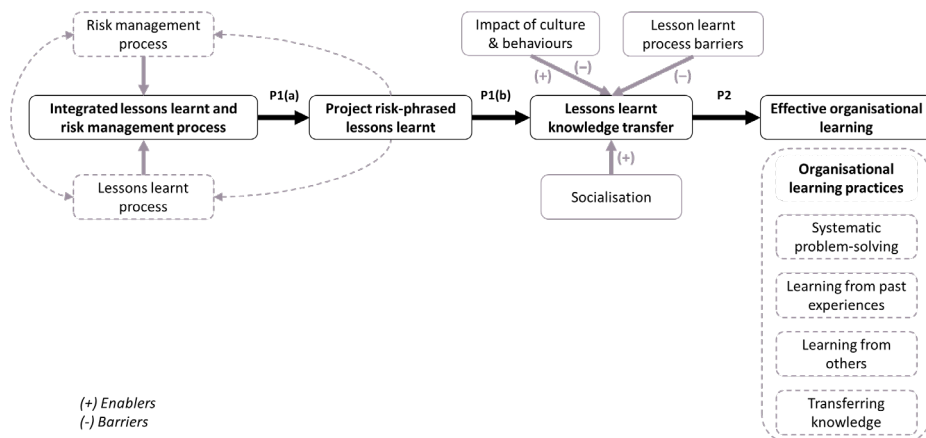 Risk management
process
Impact of culture
& behaviours
Lesson learnt
process barriers
(+)
(−)
(−)
Integrated lessons learnt and
risk management process
P1(a)
Project risk-phrased
lessons learnt
P1(b)
Lessons learnt
knowledge transfer
P2
Effective organisational
learning
(+)
Lessons learnt
process
Socialisation
Organisational
learning practices
Systematic
problem-solving
Learning from past
experiences
Learning from
others
Transferring
knowledge
(+) Enablers
(-) Barriers